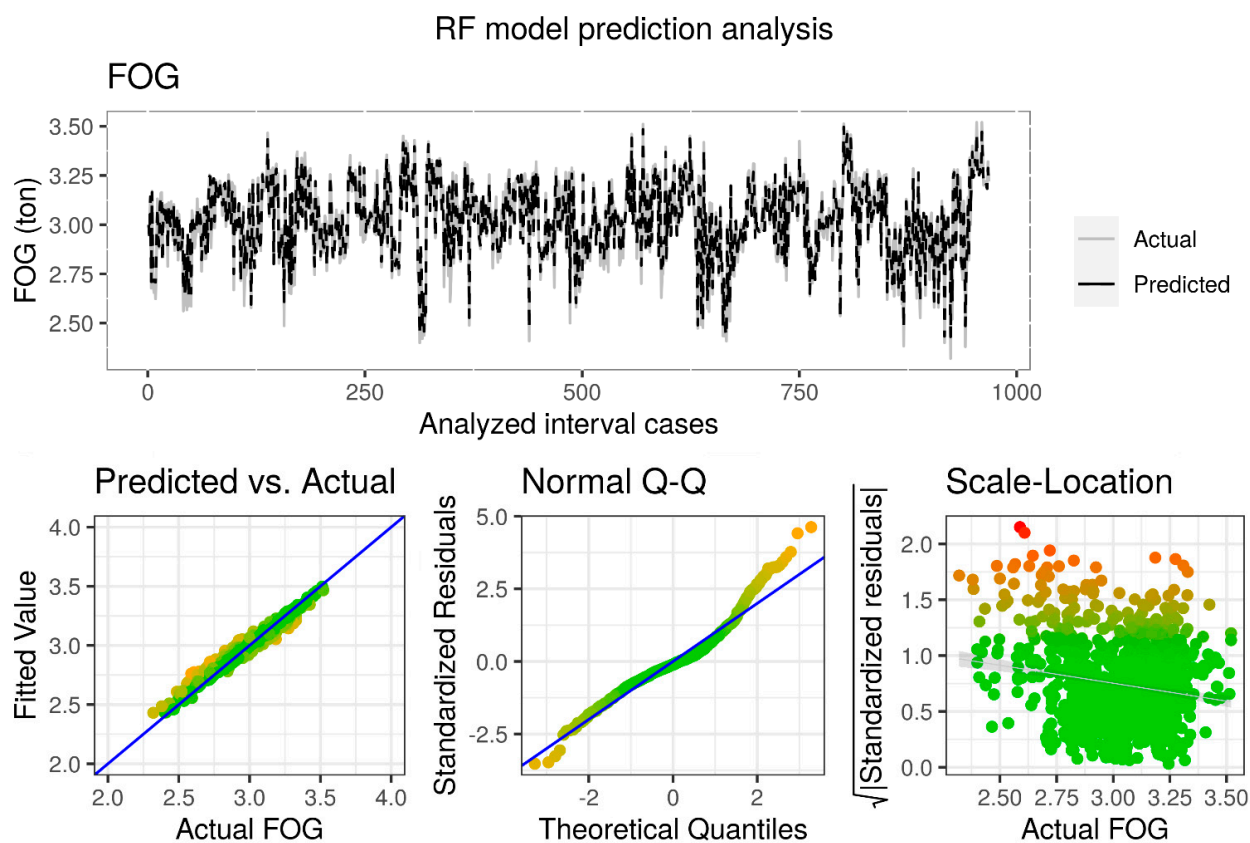 RF model prediction analysis
FOG
FOG (ton)
3.50
3.25
3.00
2.75
2.50
0 250 500 750 1000
Analyzed interval cases
Actual
Predicted
Predicted vs. Actual
Fitted Value
4.0
3.5
3.0
2.5
2.0
2.0 2.5 3.0 3.5 4.0
Actual FOG
Normal Q-Q
Standardized Residuals
5.0
2.5
0.0
-2.5
-2 0 2
Theoretical Quantiles
Scale-Location
√|Standardized residuals|
2.0
1.5
1.0
0.5
0.0
2.50 2.75 3.00 3.25 3.50
Actual FOG